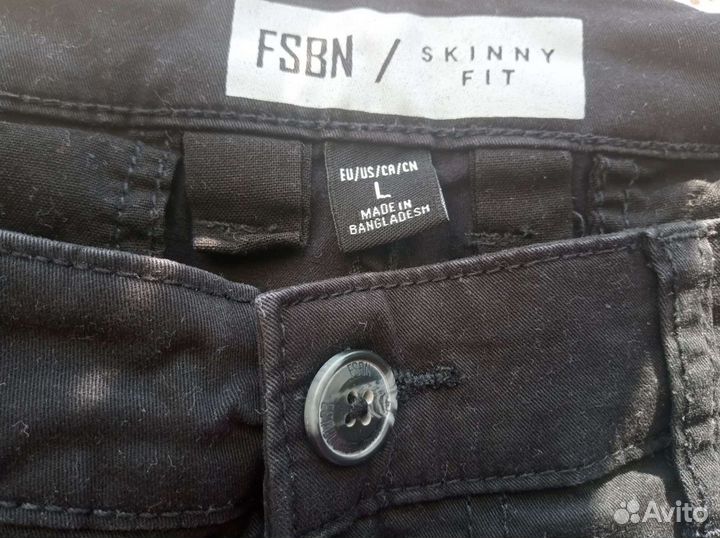 FSBN / SKINNY
FIT
EU/US/CA/CN
L
MADE IN
BANGLADESH
FSBN
Avito